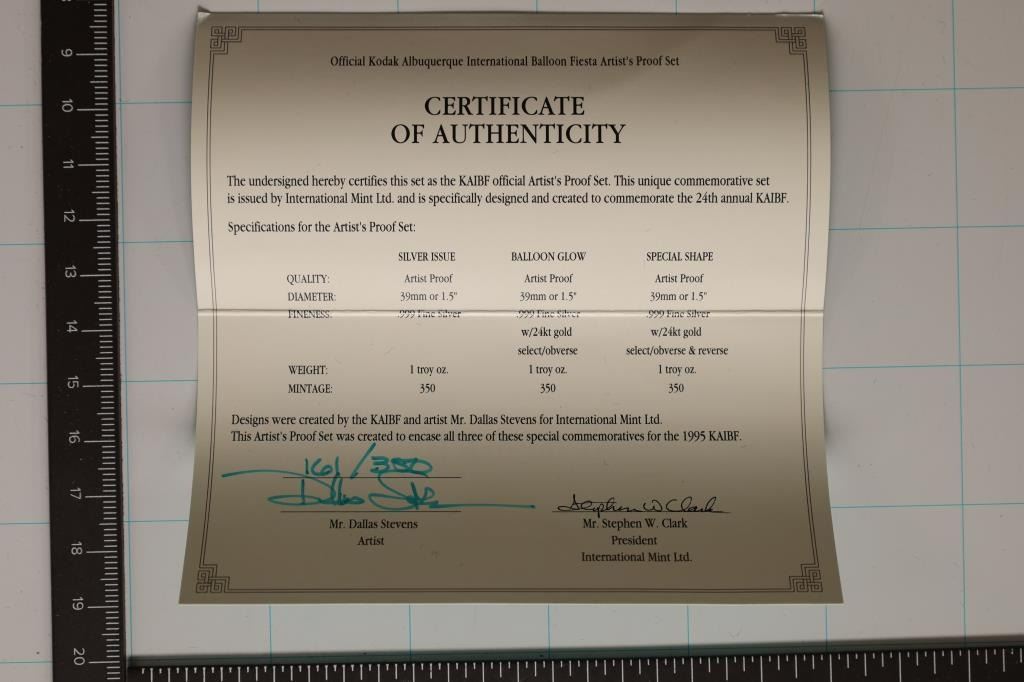 Official Kodak Albuquerque International Balloon Fiesta Artist's Proof Set
CERTIFICATE
OF AUTHENTICITY
The undersigned hereby certifies this set as the KAIBF official Artist's Proof Set. This unique commemorative set
is issued by International Mint Ltd. and is specifically designed and created to commemorate the 24th annual KAIBF.
Specifications for the Artist's Proof Set:
SILVER ISSUE BALLOON GLOW SPECIAL SHAPE
QUALITY: Artist Proof Artist Proof Artist Proof
DIAMETER: 39mm or 1.5" 39mm or 1.5" 39mm or 1.5"
FINENESS: .999 Fine Silver .999 Fine Silver .999 Fine Silver
w/24kt gold w/24kt gold
select/obverse select/obverse & reverse
WEIGHT: 1 troy oz. 1 troy oz. 1 troy oz.
MINTAGE: 350 350 350
Designs were created by the KAIBF and artist Mr. Dallas Stevens for International Mint Ltd.
This Artist's Proof Set was created to encase all three of these special commemoratives for the 1995 KAIBF.
161/350
Dallas Stevens
Stephen W Clark
Mr. Dallas Stevens
Artist
Mr. Stephen W. Clark
President
International Mint Ltd.
9
10
11
12
13
14
15
16
17
18
19
20